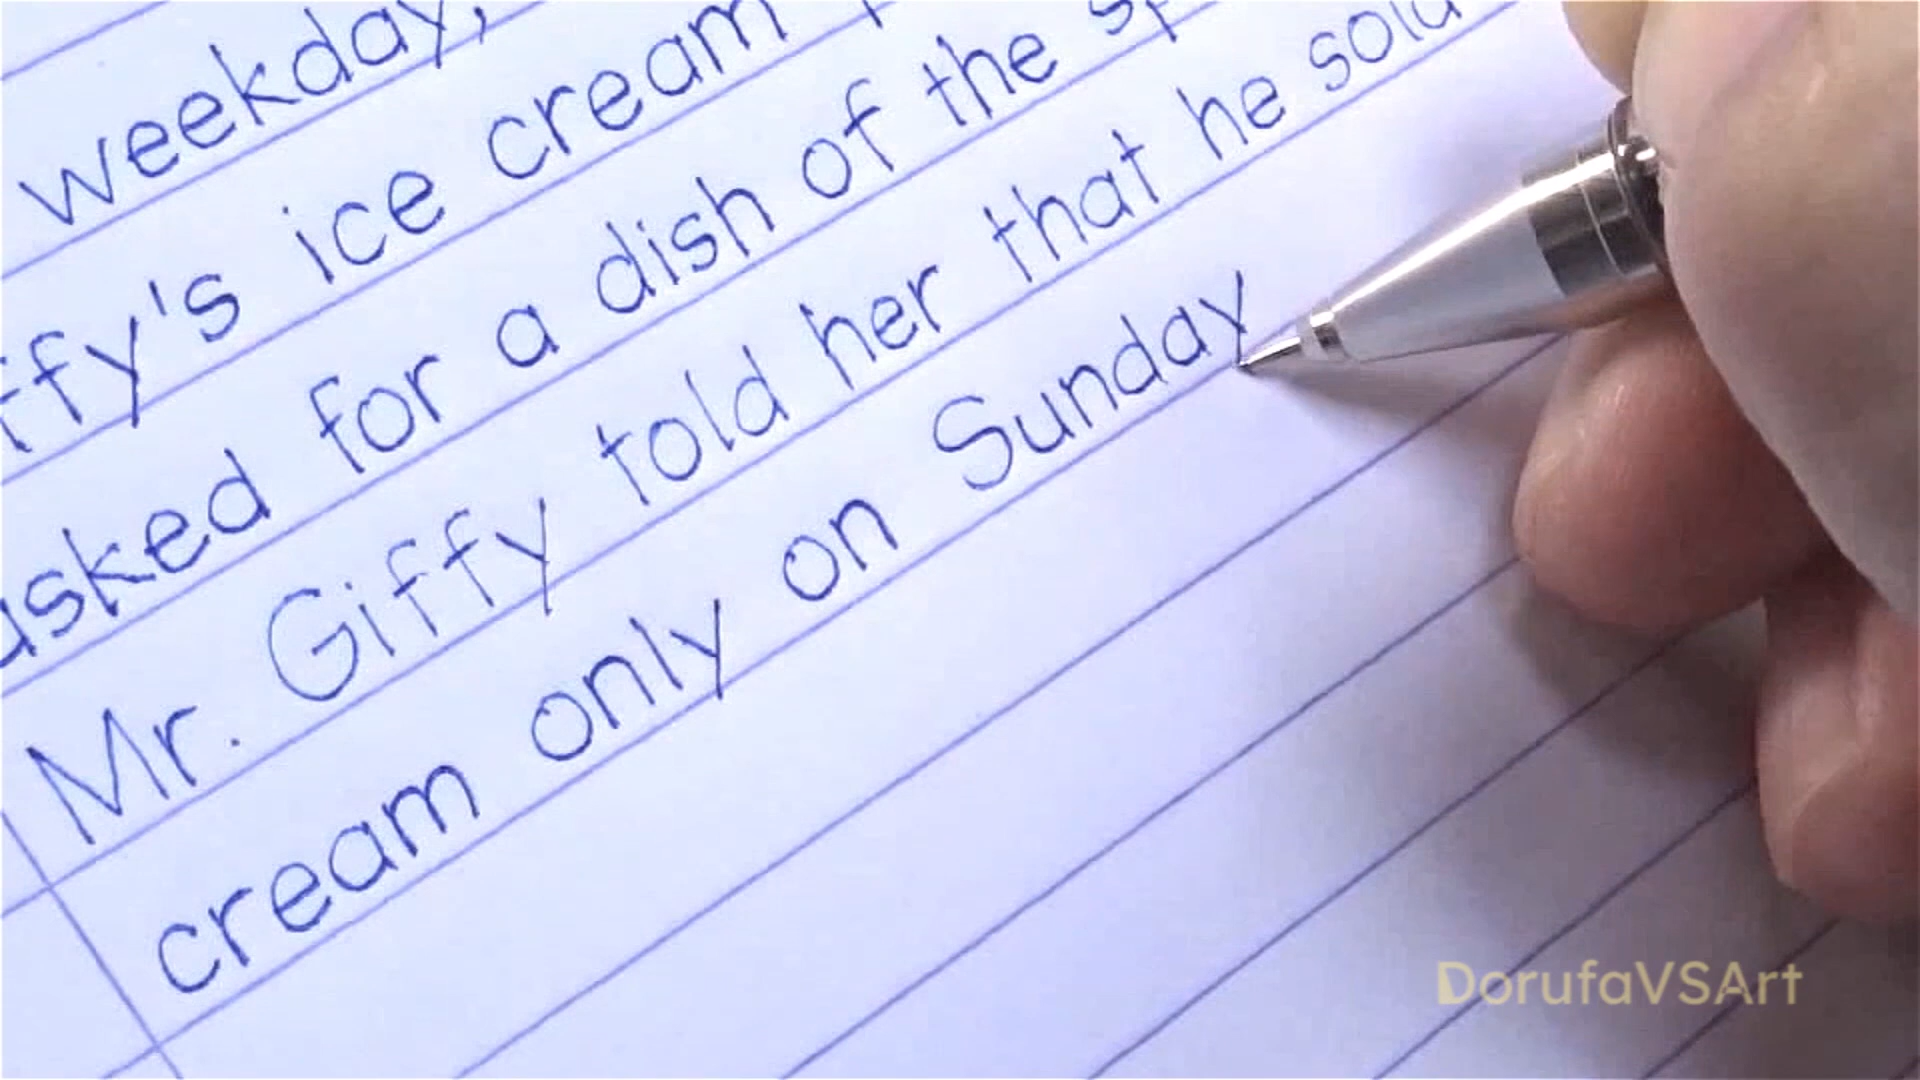 weekday,
ffy's ice cream
asked for a dish of the
Mr. Giffy told her that he sold
cream only on Sunday
DorufaVSArt